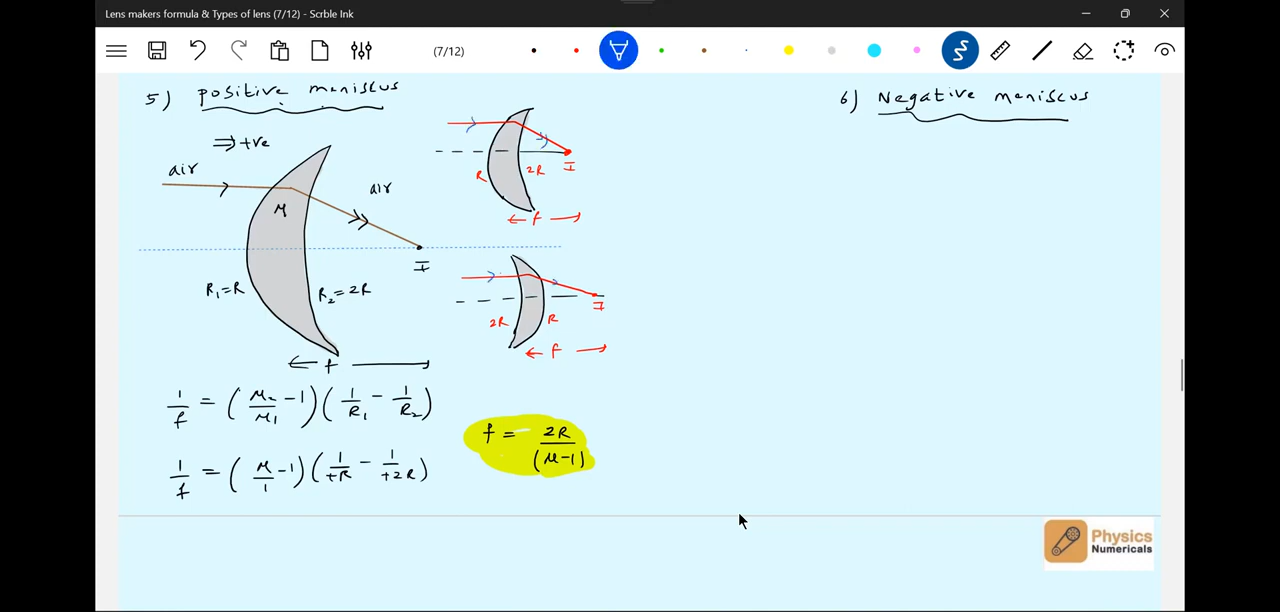 Lens makers formula & Types of lens (7/12) - Scrble Ink
(7/12)
5) positive meniscus
⇒ +ve
air
air
μ
I
R₁=R
R₂=2R
← f →
R
2R
I
← f →
2R
R
I
← f →
1/f = (μ₂/μ₁ - 1)(1/R₁ - 1/R₂)
1/f = (μ/1 - 1)(1/+R - 1/+2R)
f = 2R/(μ-1)
6) Negative meniscus
Physics
Numericals